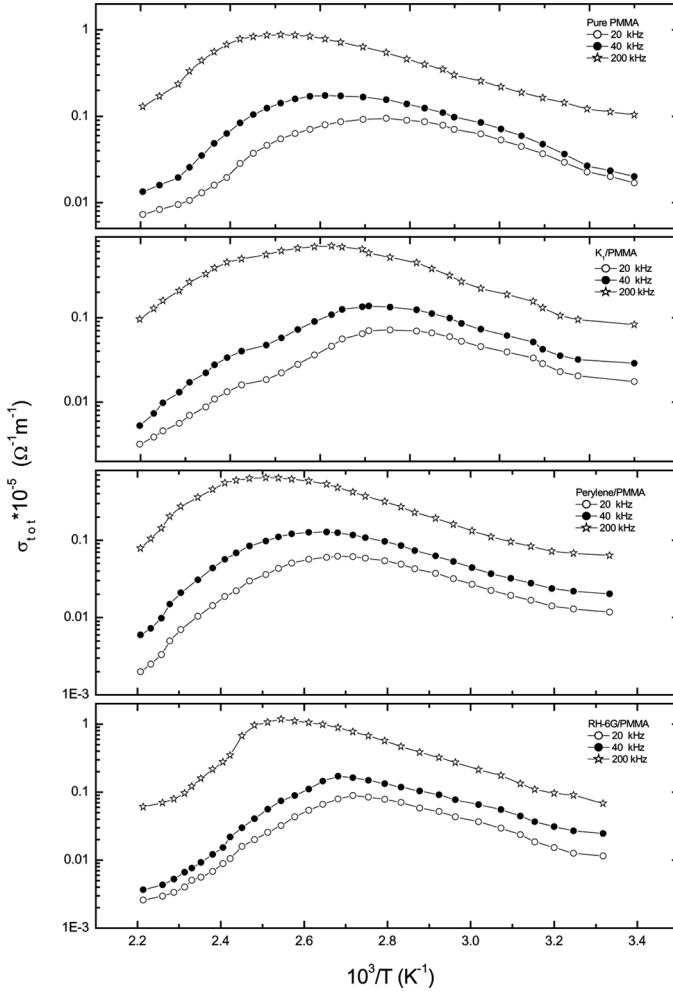 Pure PMMA
20 kHz
40 kHz
200 kHz
1
0.1
0.01
K₁/PMMA
20 kHz
40 kHz
200 kHz
0.1
0.01
σtot*10⁻⁵ (Ω⁻¹m⁻¹)
Perylene/PMMA
20 kHz
40 kHz
200 kHz
0.1
0.01
1E-3
RH-6G/PMMA
20 kHz
40 kHz
200 kHz
1
0.1
0.01
1E-3
2.2 2.4 2.6 2.8 3.0 3.2 3.4
10³/T (K⁻¹)